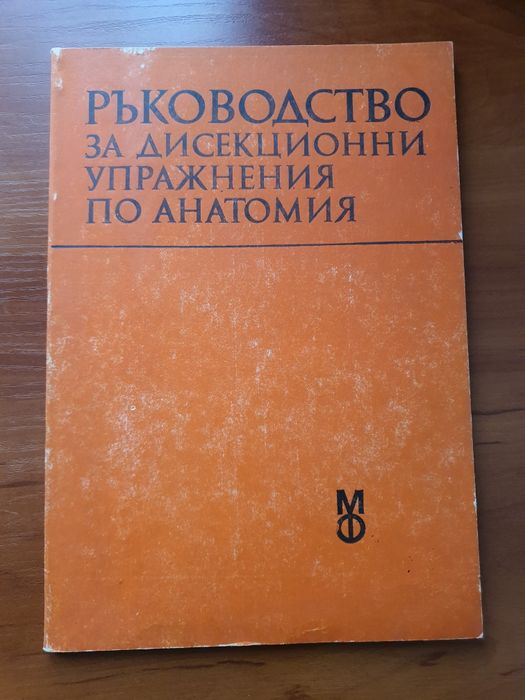 РЪКОВОДСТВО
ЗА ДИСЕКЦИОННИ
УПРАЖНЕНИЯ
ПО АНАТОМИЯ
М
Ф